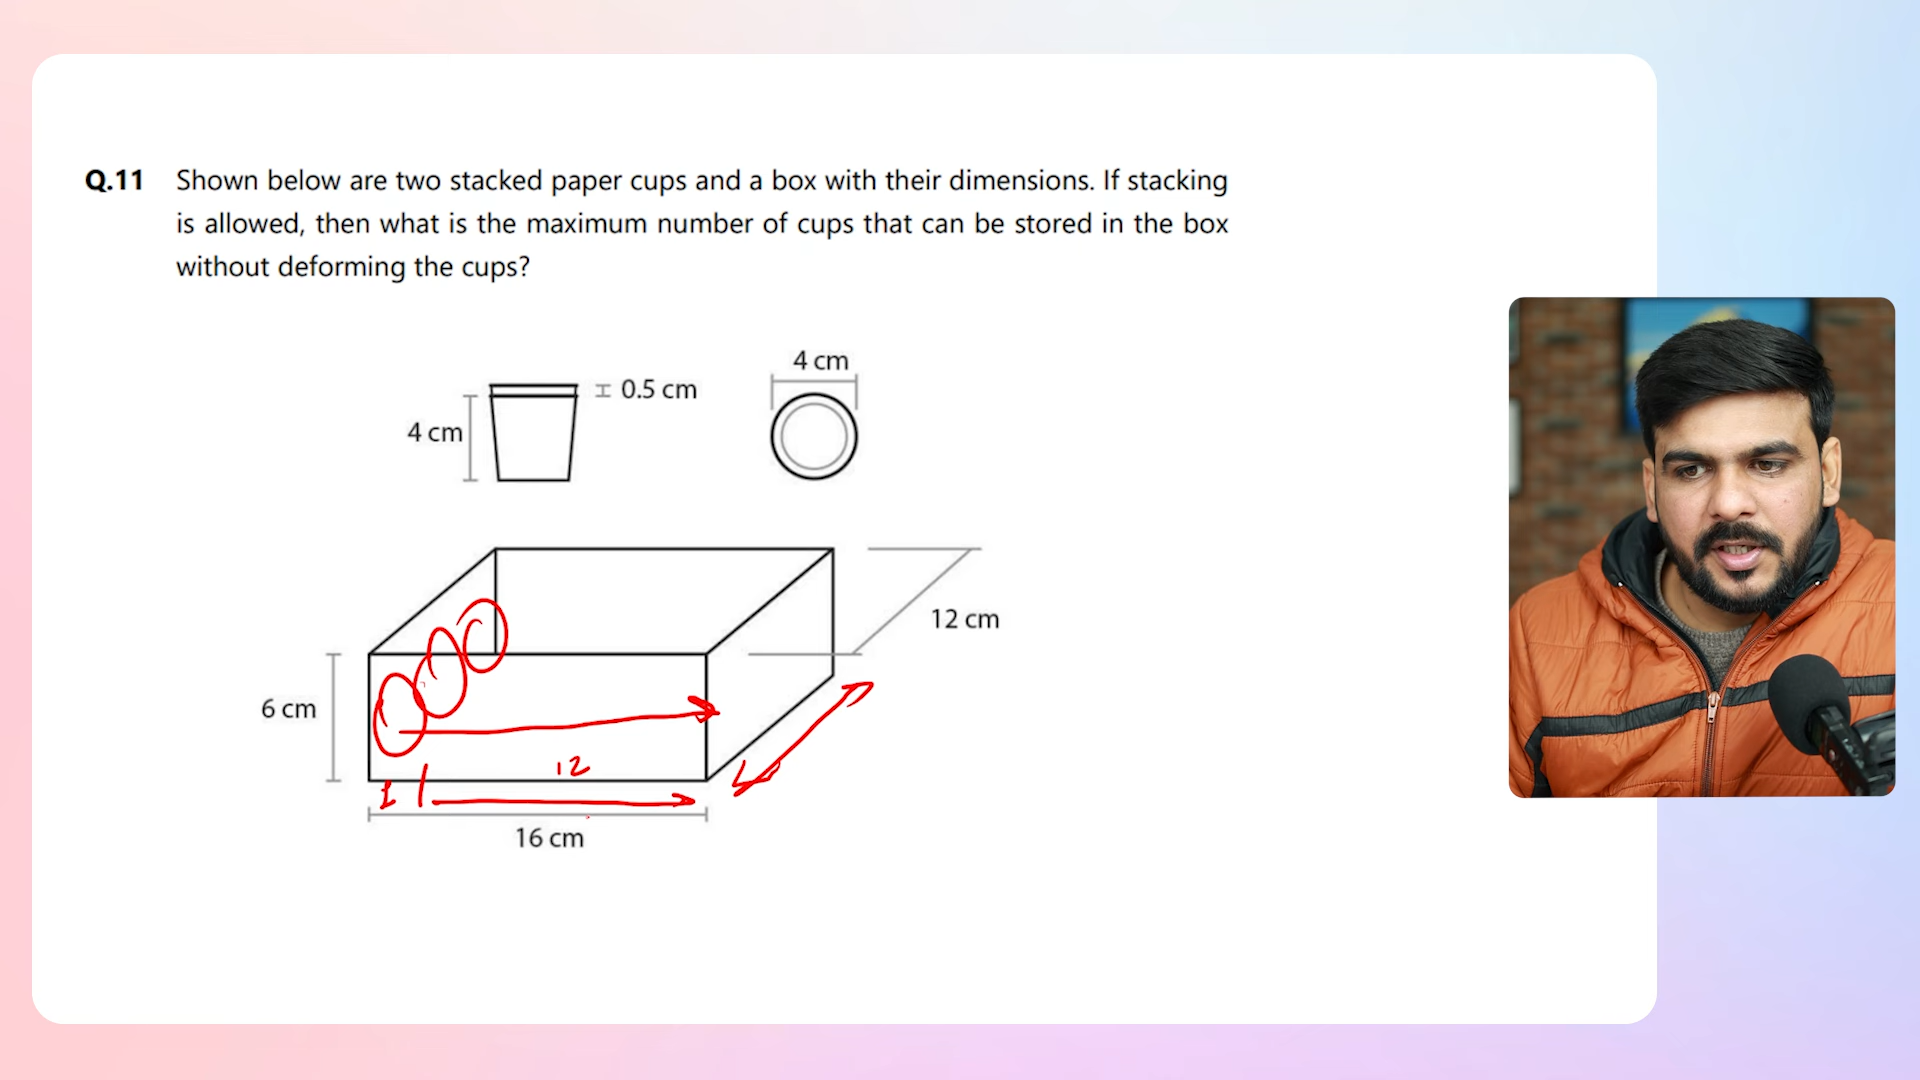 Q.11 Shown below are two stacked paper cups and a box with their dimensions. If stacking
is allowed, then what is the maximum number of cups that can be stored in the box
without deforming the cups?
4 cm
0.5 cm
4 cm
12 cm
6 cm
12
16 cm